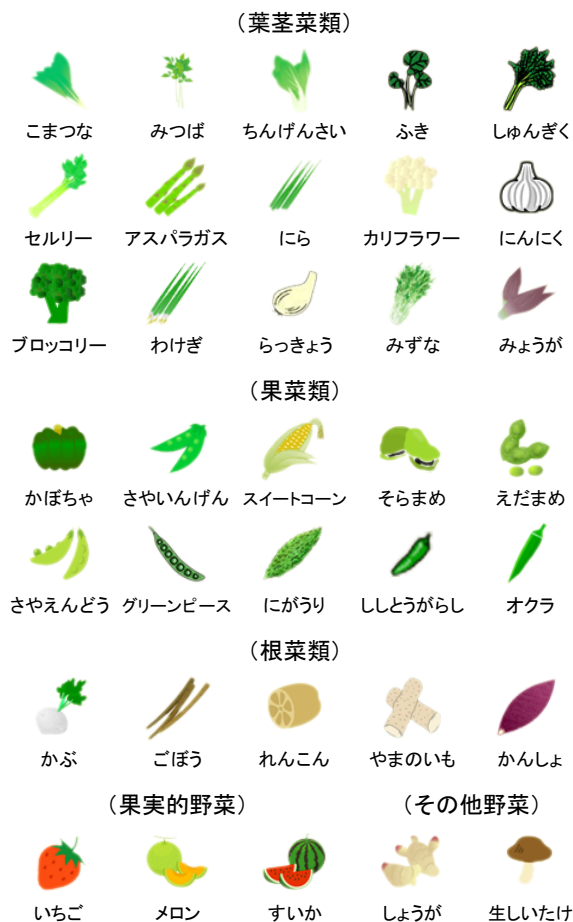 （葉茎菜類）
こまつな みつば ちんげんさい ふき しゅんぎく
セルリー アスパラガス にら カリフラワー にんにく
ブロッコリー わけぎ らっきょう みずな みょうが
（果菜類）
かぼちゃ さやいんげん スイートコーン そらまめ えだまめ
さやえんどう グリーンピース にがうり ししとうがらし オクラ
（根菜類）
かぶ ごぼう れんこん やまのいも かんしょ
（果実的野菜） （その他野菜）
いちご メロン すいか しょうが 生しいたけ